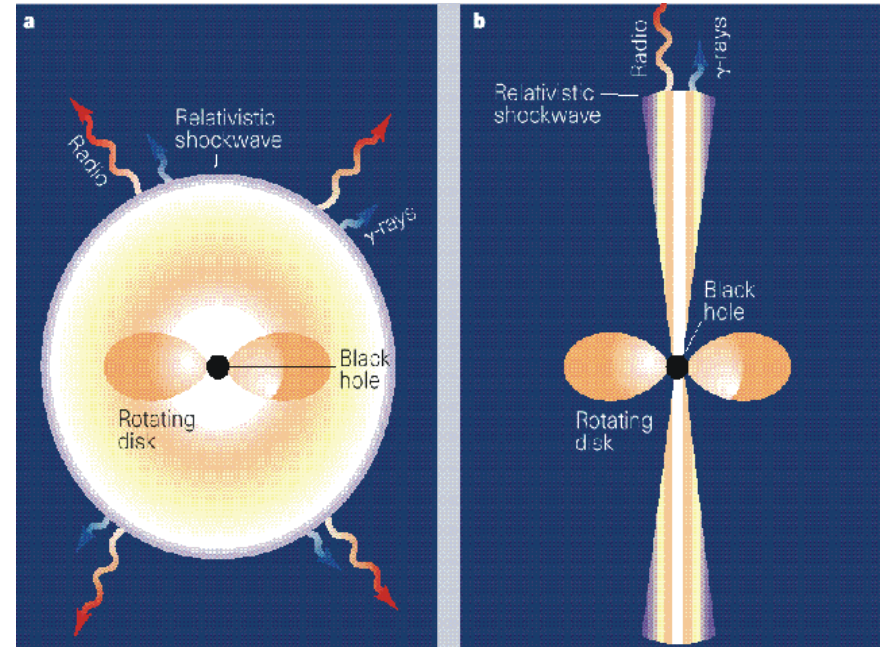 a
Relativistic
shockwave
Radio
γ-rays
Black
hole
Rotating
disk
b
Radio
γ-rays
Relativistic
shockwave
Black
hole
Rotating
disk